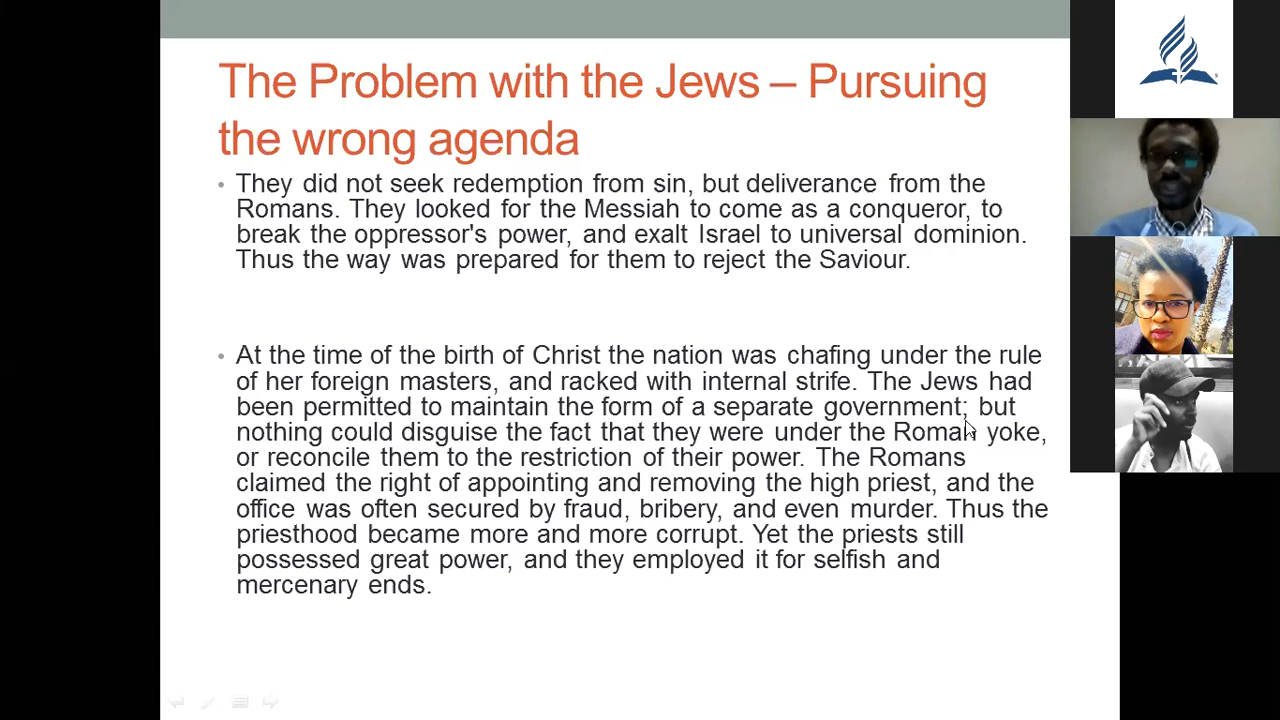 The Problem with the Jews – Pursuing
the wrong agenda
• They did not seek redemption from sin, but deliverance from the
Romans. They looked for the Messiah to come as a conqueror, to
break the oppressor's power, and exalt Israel to universal dominion.
Thus the way was prepared for them to reject the Saviour.
• At the time of the birth of Christ the nation was chafing under the rule
of her foreign masters, and racked with internal strife. The Jews had
been permitted to maintain the form of a separate government; but
nothing could disguise the fact that they were under the Roman yoke,
or reconcile them to the restriction of their power. The Romans
claimed the right of appointing and removing the high priest, and the
office was often secured by fraud, bribery, and even murder. Thus the
priesthood became more and more corrupt. Yet the priests still
possessed great power, and they employed it for selfish and
mercenary ends.